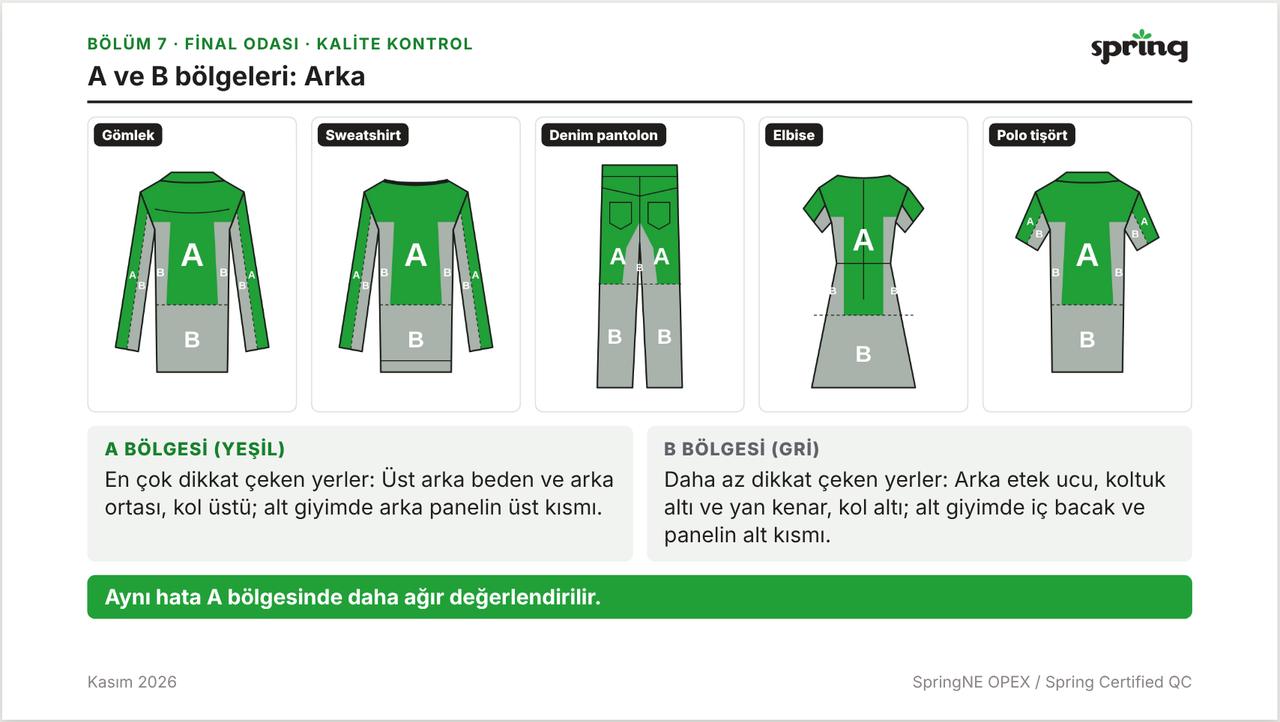 BÖLÜM 7 · FİNAL ODASI · KALİTE KONTROL
spring
A ve B bölgeleri: Arka
Gömlek
Sweatshirt
Denim pantolon
Elbise
Polo tişört
A
B
A
B
B
A
B
B
A
B
A
B
B
A
B
B
A
A
B
B
B
A
B
B
B
A
B
A
B
B
A
B
A
B
B
A BÖLGESİ (YEŞİL)
En çok dikkat çeken yerler: Üst arka beden ve arka
ortası, kol üstü; alt giyimde arka panelin üst kısmı.
B BÖLGESİ (GRİ)
Daha az dikkat çeken yerler: Arka etek ucu, koltuk
altı ve yan kenar, kol altı; alt giyimde iç bacak ve
panelin alt kısmı.
Aynı hata A bölgesinde daha ağır değerlendirilir.
Kasım 2026
SpringNE OPEX / Spring Certified QC